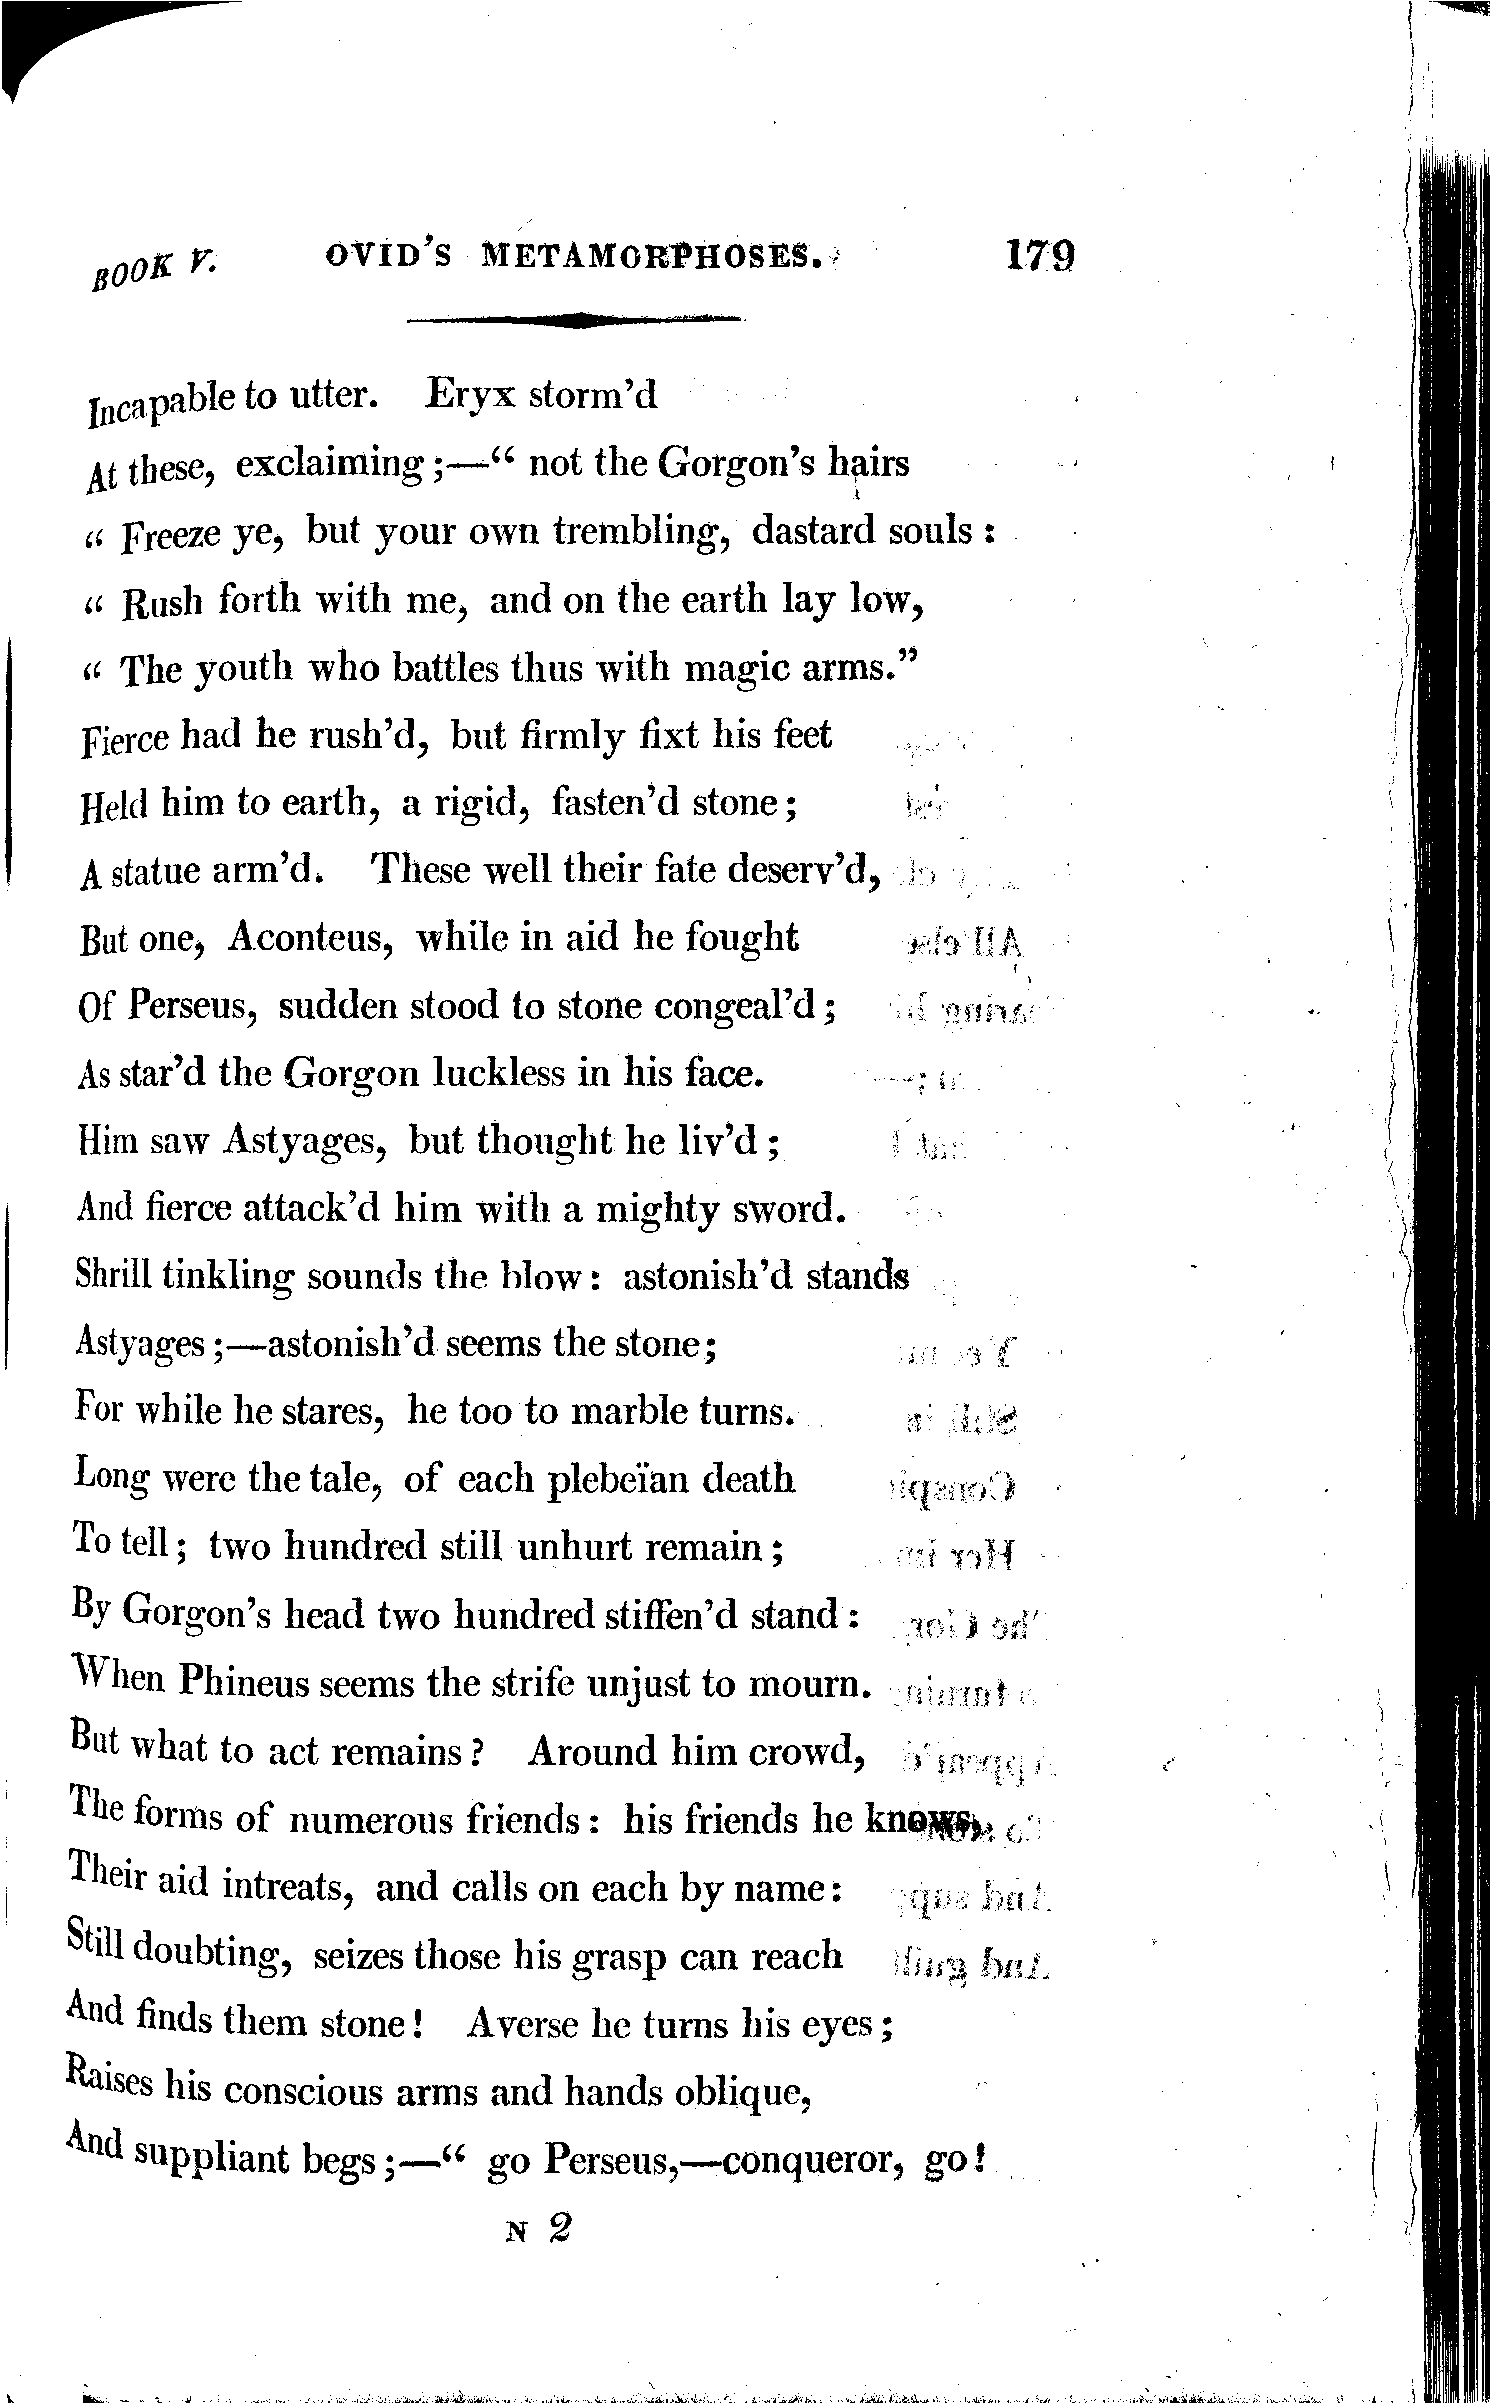 BOOK V. OVID'S METAMORPHOSES. 179
Incapable to utter. Eryx storm'd
At these, exclaiming;—“ not the Gorgon's hairs
“ Freeze ye, but your own trembling, dastard souls:
“ Rush forth with me, and on the earth lay low,
“ The youth who battles thus with magic arms.”
Fierce had he rush'd, but firmly fixt his feet
Held him to earth, a rigid, fasten'd stone;
A statue arm'd. These well their fate deserv'd,
But one, Aconteus, while in aid he fought
Of Perseus, sudden stood to stone congeal'd;
As star'd the Gorgon luckless in his face.
Him saw Astyages, but thought he liv'd;
And fierce attack'd him with a mighty sword.
Shrill tinkling sounds the blow: astonish'd stands
Astyages;—astonish'd seems the stone;
For while he stares, he too to marble turns.
Long were the tale, of each plebeïan death
To tell; two hundred still unhurt remain;
By Gorgon's head two hundred stiffen'd stand:
When Phineus seems the strife unjust to mourn.
But what to act remains? Around him crowd,
The forms of numerous friends: his friends he knows,
Their aid intreats, and calls on each by name:
Still doubting, seizes those his grasp can reach
And finds them stone! Averse he turns his eyes;
Raises his conscious arms and hands oblique,
And suppliant begs;—“ go Perseus,—conqueror, go!
N 2